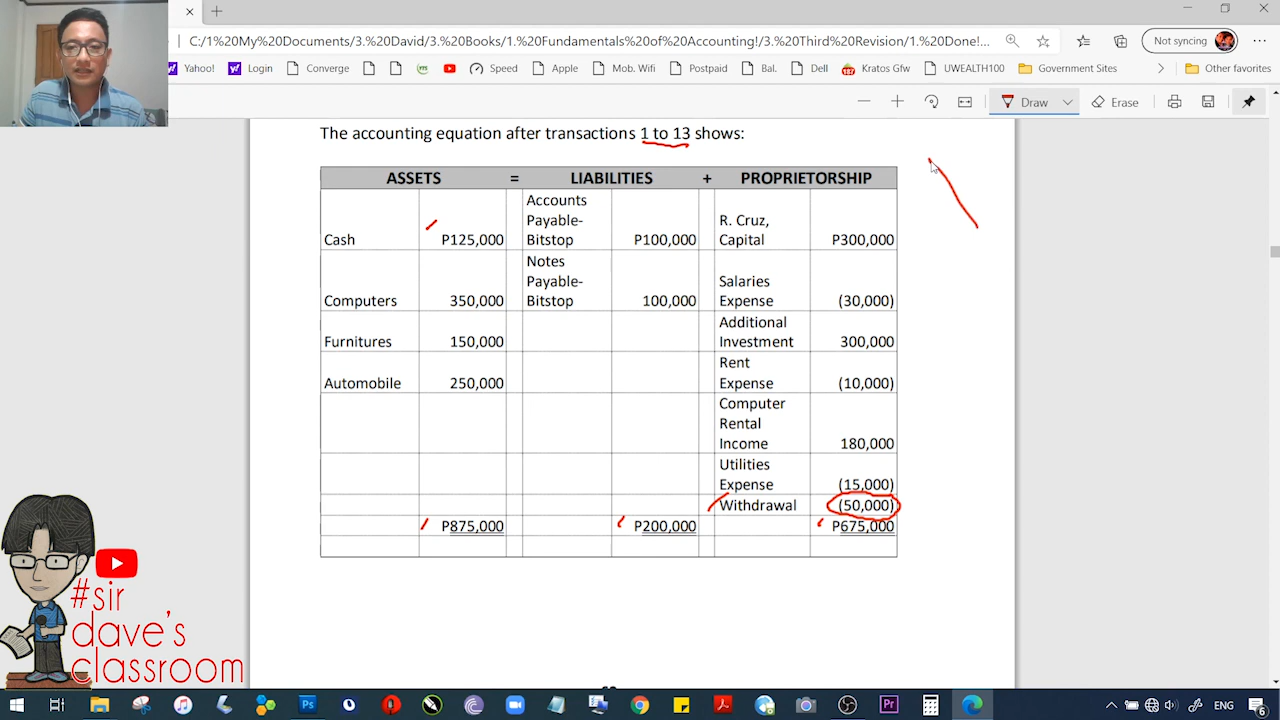 C:/1%20My%20Documents/3.%20David/3.%20Books/1.%20Fundamentals%20of%20Accounting!/3.%20Third%20Revision/1.%20Done!...
Not syncing
Yahoo!
Login
Converge
Speed
Apple
Mob. Wifi
Postpaid
Bal.
Dell
Kratos Gfw
UWEALTH100
Government Sites
Other favorites
Draw
Erase
The accounting equation after transactions 1 to 13 shows:
ASSETS = LIABILITIES + PROPRIETORSHIP
Accounts
Payable- R. Cruz,
Cash P125,000 Bitstop P100,000 Capital P300,000
Notes
Payable- Salaries
Computers 350,000 Bitstop 100,000 Expense (30,000)
Additional
Furnitures 150,000 Investment 300,000
Rent
Automobile 250,000 Expense (10,000)
Computer
Rental
Income 180,000
Utilities
Expense (15,000)
Withdrawal (50,000)
P875,000 P200,000 P675,000
#sir
dave's
classroom
ENG
6